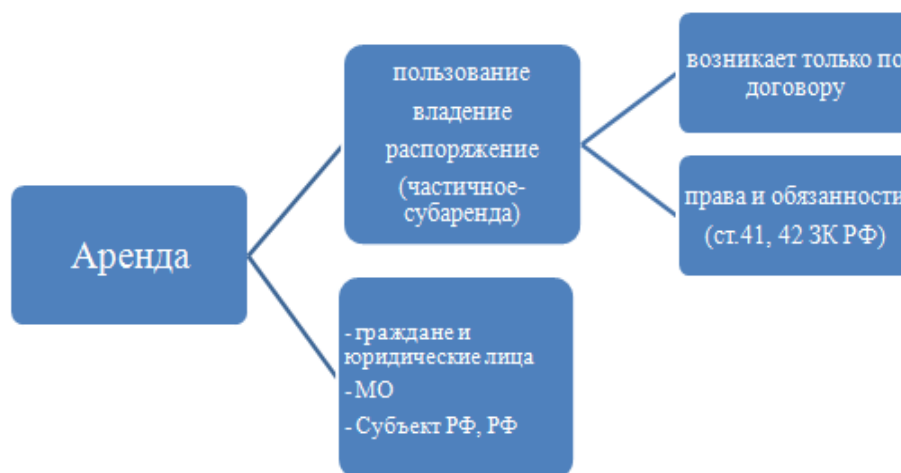 Аренда
пользование
владение
распоряжение
(частичное-
субаренда)
- граждане и
юридические лица
- МО
- Субъект РФ, РФ
возникает только по
договору
права и обязанности
(ст.41, 42 ЗК РФ)